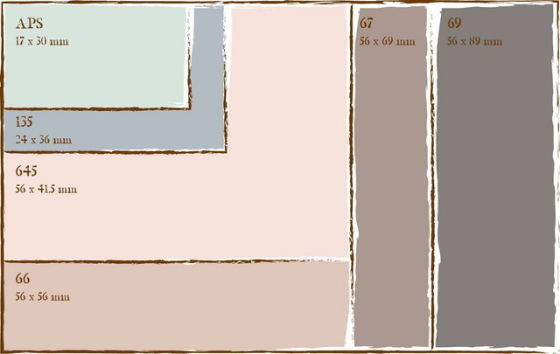 APS
17 x 30 mm
135
24 x 36 mm
645
56 x 41.5 mm
66
56 x 56 mm
67
56 x 69 mm
69
56 x 89 mm